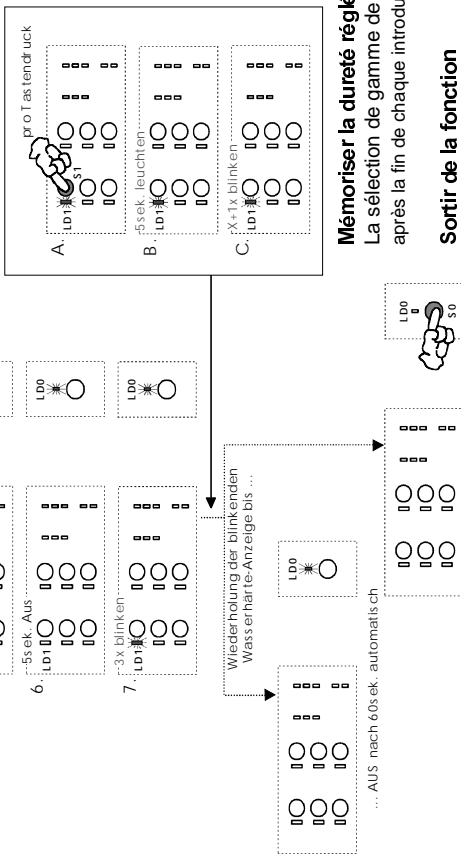 pro Tastendruck
A.
LD1
S1
B.
~5sek. leuchten
LD1
C.
X+1x blinken
LD1
6.
~5sek. Aus
LD1
LD0
7.
~3x blinken
LD1
LD0
Wiederholung der blinkenden
Wasserhärte-Anzeige bis ...
LD0
... AUS nach 60sek. automatisch
LD0
S0
Mémoriser la dureté
La sélection de gamme de
après la fin de chaque
Sortir de la fonction